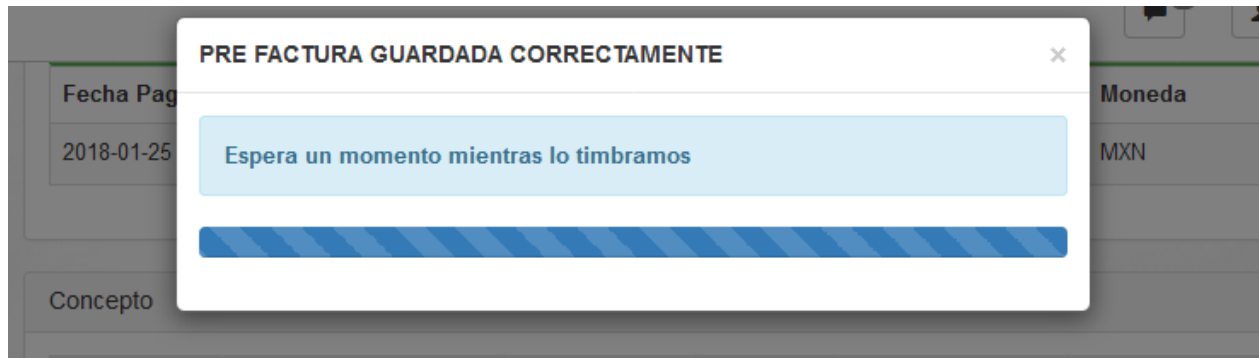 PRE FACTURA GUARDADA CORRECTAMENTE ×
Fecha Pag
Moneda
Espera un momento mientras lo timbramos
2018-01-25
MXN
Concepto